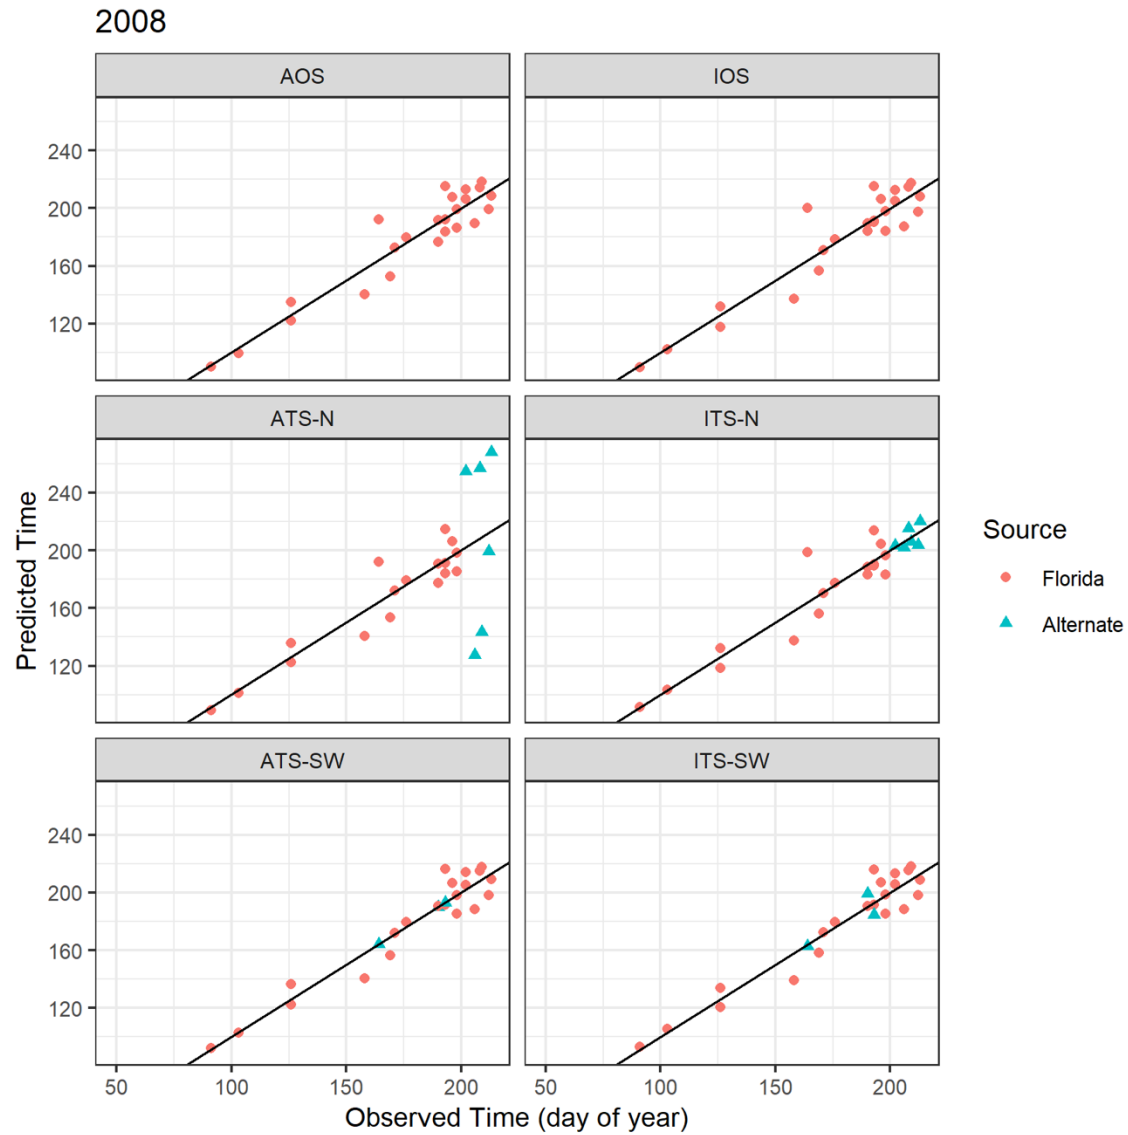 2008
AOS
IOS
240
200
160
120
ATS-N
ITS-N
240
200
160
120
ATS-SW
ITS-SW
240
200
160
120
50 100 150 200 50 100 150 200
Observed Time (day of year)
Predicted Time
Source
Florida
Alternate